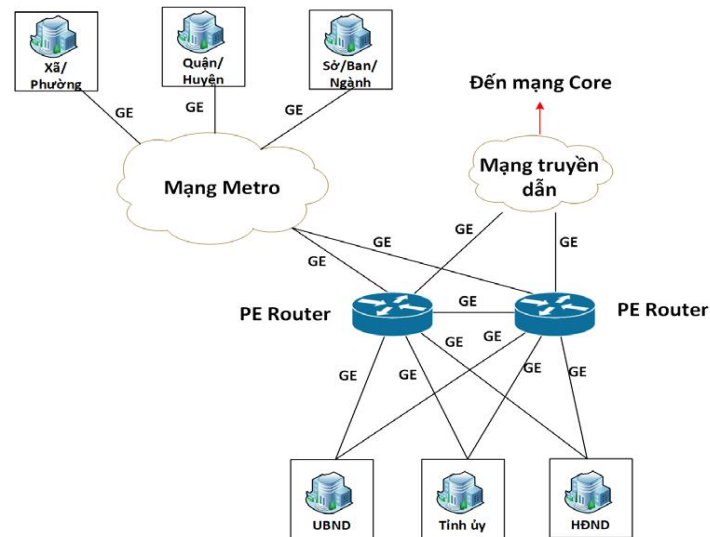 Xã/
Phường
Quận/
Huyện
Sở/Ban/
Ngành
GE
GE
GE
Đến mạng Core
Mạng truyền
dẫn
Mạng Metro
GE
GE
GE
GE
PE Router
GE
PE Router
GE
GE
GE
GE
GE
GE
UBND
Tỉnh ủy
HĐND